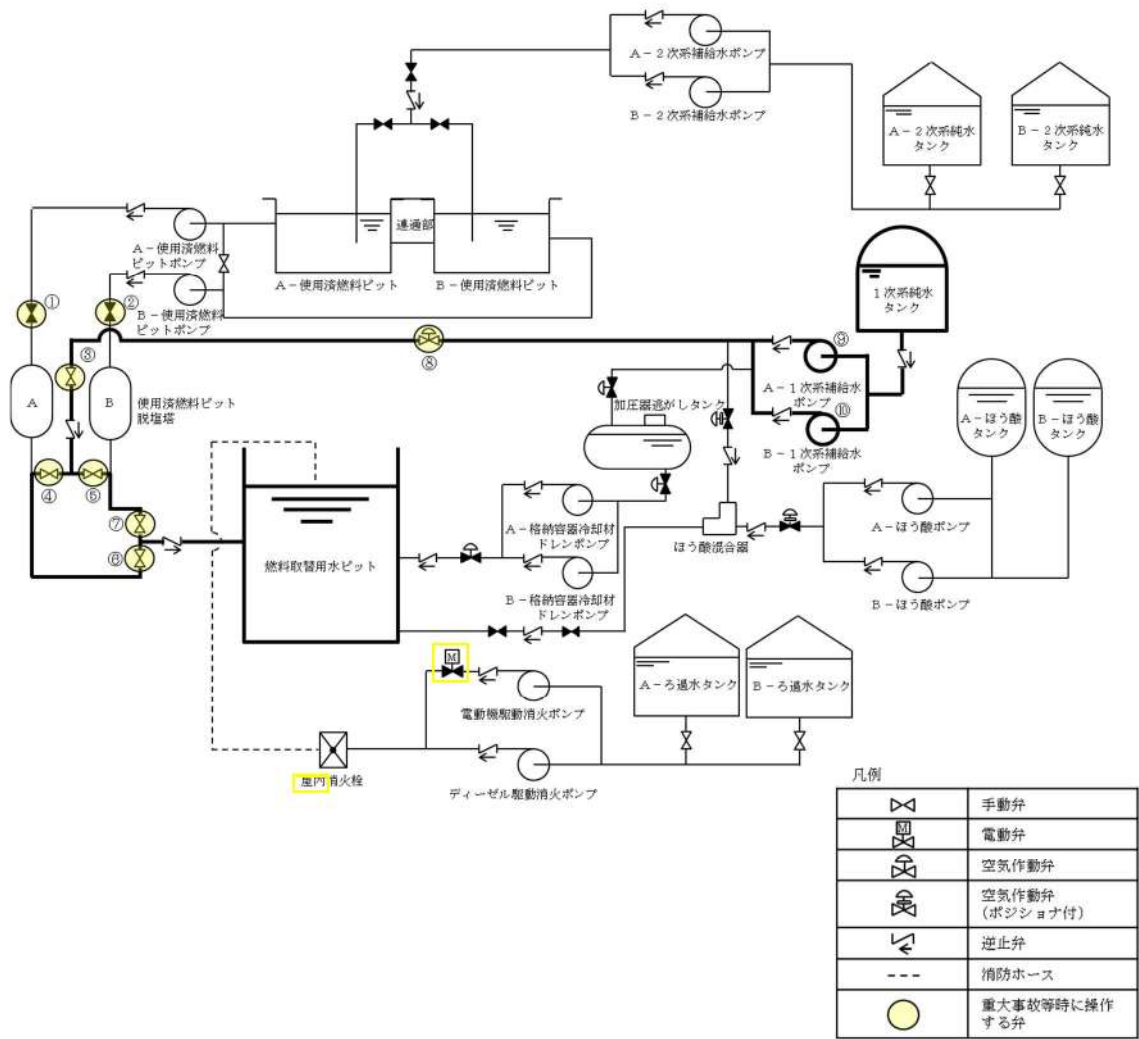 A-2次系補給水ポンプ
B-2次系補給水ポンプ
A-2次系純水
タンク
B-2次系純水
タンク
連通部
A-使用済燃料
ピットポンプ
A-使用済燃料ピット
B-使用済燃料ピット
①
②
B-使用済燃料
ピットポンプ
1次系純水
タンク
③
⑧
⑨
A-1次系補給水
ポンプ
加圧器逃がしタンク
⑩
B-1次系補給水
ポンプ
A
B
使用済燃料ピット
脱塩塔
A-ほう酸
タンク
B-ほう酸
タンク
④
⑤
⑦
⑥
A-格納容器冷却材
ドレンポンプ
B-格納容器冷却材
ドレンポンプ
ほう酸混合器
A-ほう酸ポンプ
B-ほう酸ポンプ
燃料取替用水ピット
M
電動機駆動消火ポンプ
A-ろ過水タンク
B-ろ過水タンク
屋内消火栓
ディーゼル駆動消火ポンプ
凡例
手動弁
M
電動弁
空気作動弁
空気作動弁
(ポジショナ付)
逆止弁
消防ホース
重大事故等時に操作
する弁